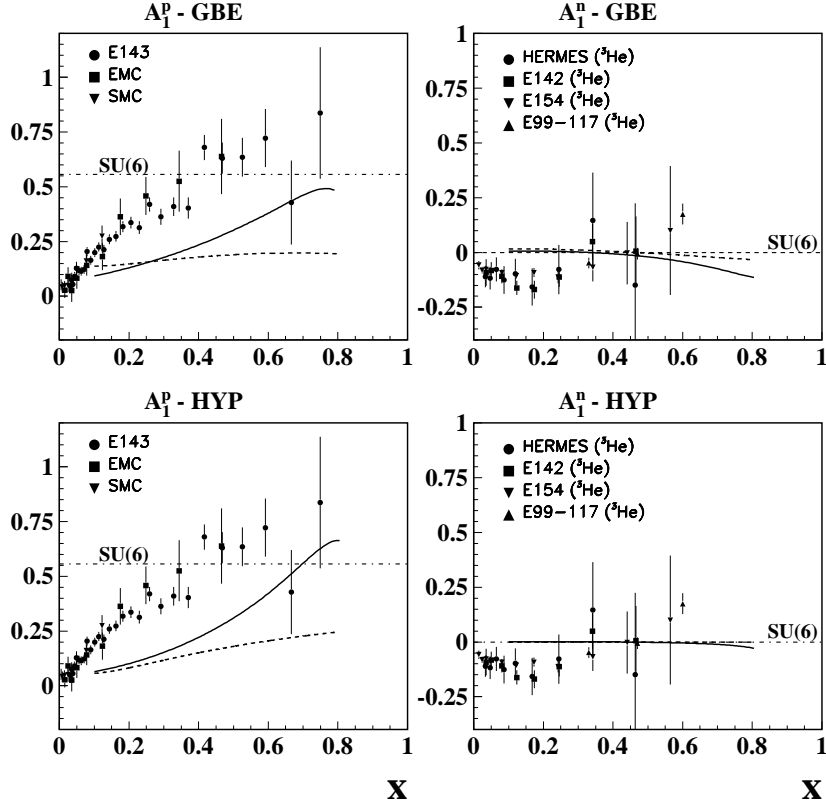 A₁ᵖ - GBE
E143
EMC
SMC
SU(6)
1
0.75
0.5
0.25
0
0 0.2 0.4 0.6 0.8 1
A₁ⁿ - GBE
HERMES (³He)
E142 (³He)
E154 (³He)
E99-117 (³He)
SU(6)
1
0.75
0.5
0.25
0
-0.25
0 0.2 0.4 0.6 0.8 1
A₁ᵖ - HYP
E143
EMC
SMC
SU(6)
1
0.75
0.5
0.25
0
0 0.2 0.4 0.6 0.8 1
x
A₁ⁿ - HYP
HERMES (³He)
E142 (³He)
E154 (³He)
E99-117 (³He)
SU(6)
1
0.75
0.5
0.25
0
-0.25
0 0.2 0.4 0.6 0.8 1
x